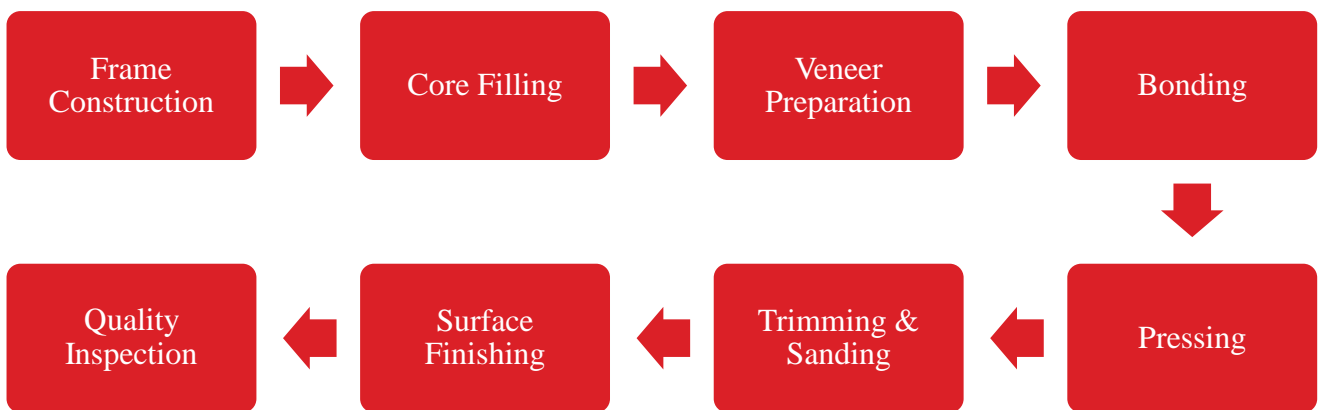 Frame
Construction
Core Filling
Veneer
Preparation
Bonding
Pressing
Trimming &
Sanding
Surface
Finishing
Quality
Inspection